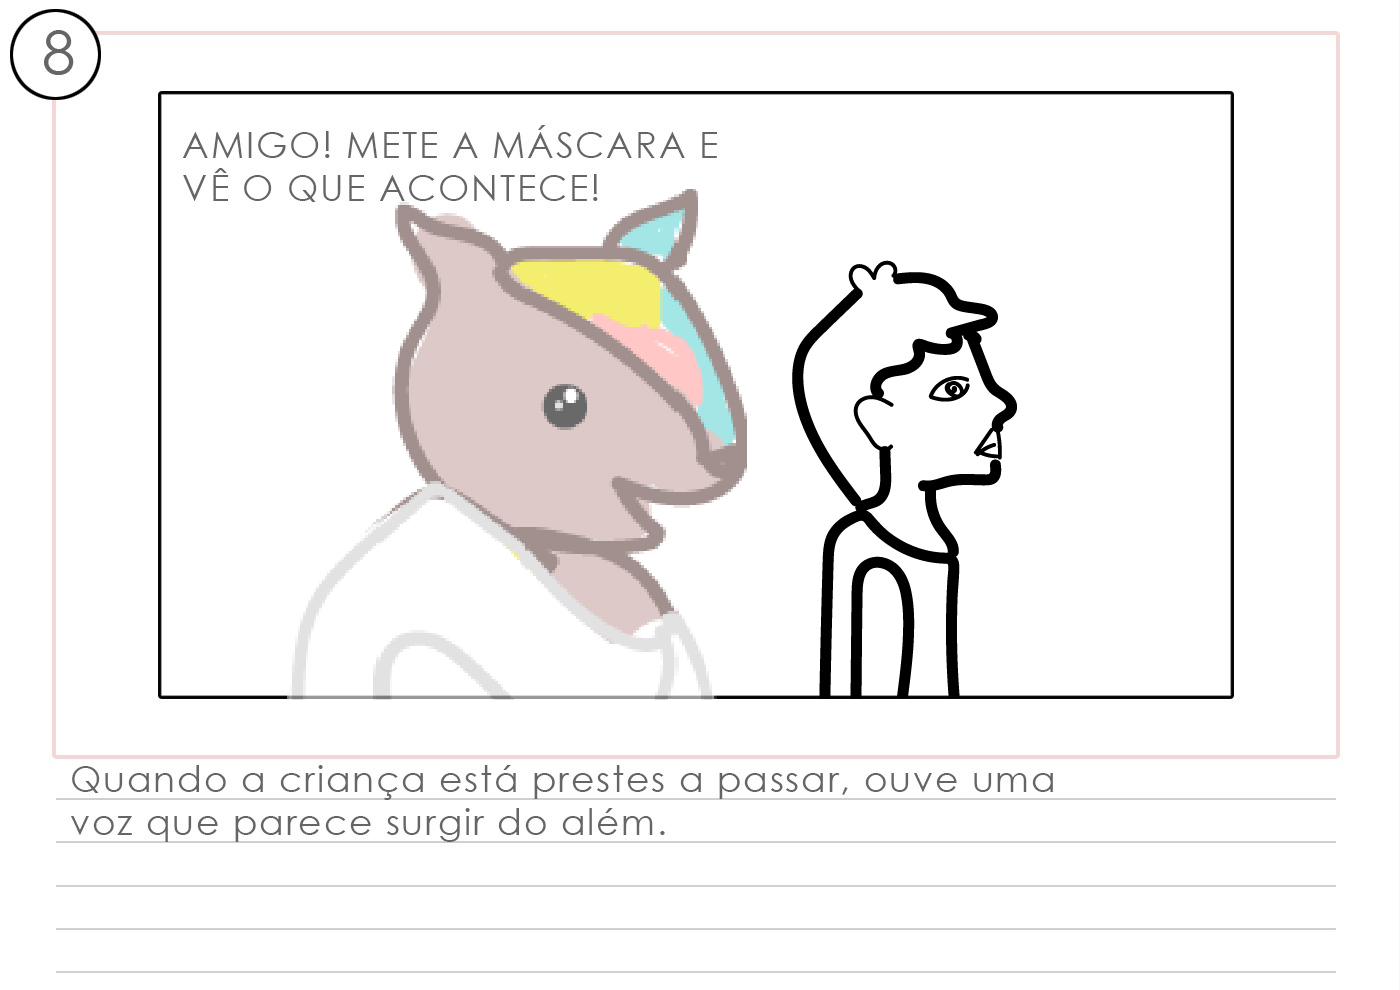 8
AMIGO! METE A MÁSCARA E
VÊ O QUE ACONTECE!
Quando a criança está prestes a passar, ouve uma
voz que parece surgir do além.